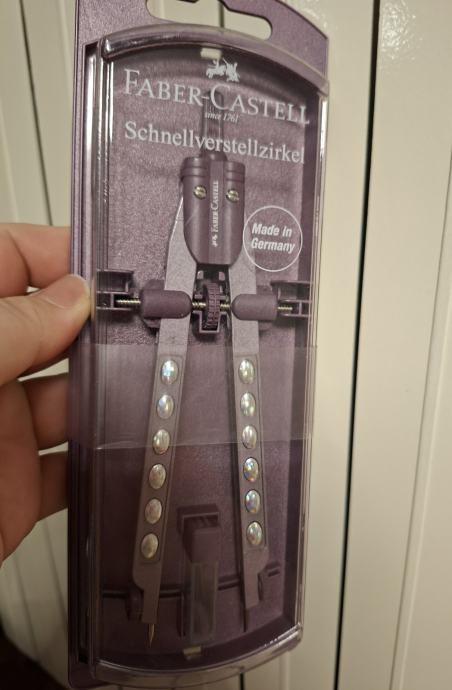 FABER-CASTELL
since 1761
Schnellverstellzirkel
FABER-CASTELL
Made in
Germany